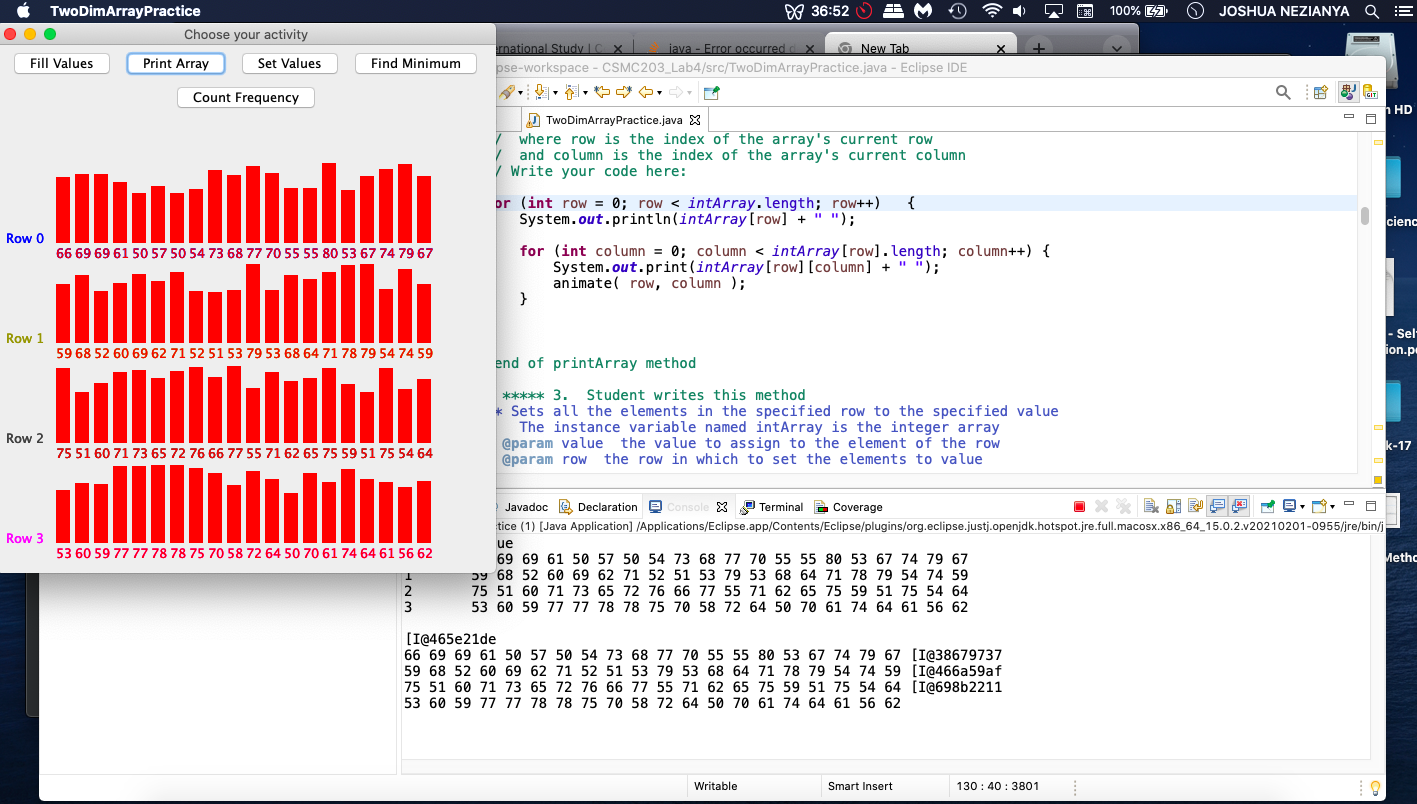 TwoDimArrayPractice 36:52 100% JOSHUA NEZIANYA
Choose your activity
Fill Values Print Array Set Values Find Minimum
Count Frequency
Row 0
66 69 69 61 50 57 50 54 73 68 77 70 55 55 80 53 67 74 79 67
Row 1
59 68 52 60 69 62 71 52 51 53 79 53 68 64 71 78 79 54 74 59
Row 2
75 51 60 71 73 65 72 76 66 77 55 71 62 65 75 59 51 75 54 64
Row 3
53 60 59 77 77 78 78 75 70 58 72 64 50 70 61 74 64 61 56 62
rnational Study | C java - Error occurred d New Tab
pse-workspace - CSMC203_Lab4/src/TwoDimArrayPractice.java - Eclipse IDE
GIT
TwoDimArrayPractice.java
/ where row is the index of the array's current row
/ and column is the index of the array's current column
/ Write your code here:
or (int row = 0; row < intArray.length; row++) {
System.out.println(intArray[row] + " ");
for (int column = 0; column < intArray[row].length; column++) {
System.out.print(intArray[row][column] + " ");
animate( row, column );
}
end of printArray method
***** 3. Student writes this method
* Sets all the elements in the specified row to the specified value
The instance variable named intArray is the integer array
@param value the value to assign to the element of the row
@param row the row in which to set the elements to value
Javadoc Declaration Console Terminal Coverage
ctice (1) [Java Application] /Applications/Eclipse.app/Contents/Eclipse/plugins/org.eclipse.justj.openjdk.hotspot.jre.full.macosx.x86_64_15.0.2.v20210201-0955/jre/bin/j
ue
69 69 61 50 57 50 54 73 68 77 70 55 55 80 53 67 74 79 67
1 59 68 52 60 69 62 71 52 51 53 79 53 68 64 71 78 79 54 74 59
2 75 51 60 71 73 65 72 76 66 77 55 71 62 65 75 59 51 75 54 64
3 53 60 59 77 77 78 78 75 70 58 72 64 50 70 61 74 64 61 56 62
[I@465e21de
66 69 69 61 50 57 50 54 73 68 77 70 55 55 80 53 67 74 79 67 [I@38679737
59 68 52 60 69 62 71 52 51 53 79 53 68 64 71 78 79 54 74 59 [I@466a59af
75 51 60 71 73 65 72 76 66 77 55 71 62 65 75 59 51 75 54 64 [I@698b2211
53 60 59 77 77 78 78 75 70 58 72 64 50 70 61 74 64 61 56 62
Writable Smart Insert 130 : 40 : 3801
n HD
cienc
- Sel
ion.pc
k-17
Metho